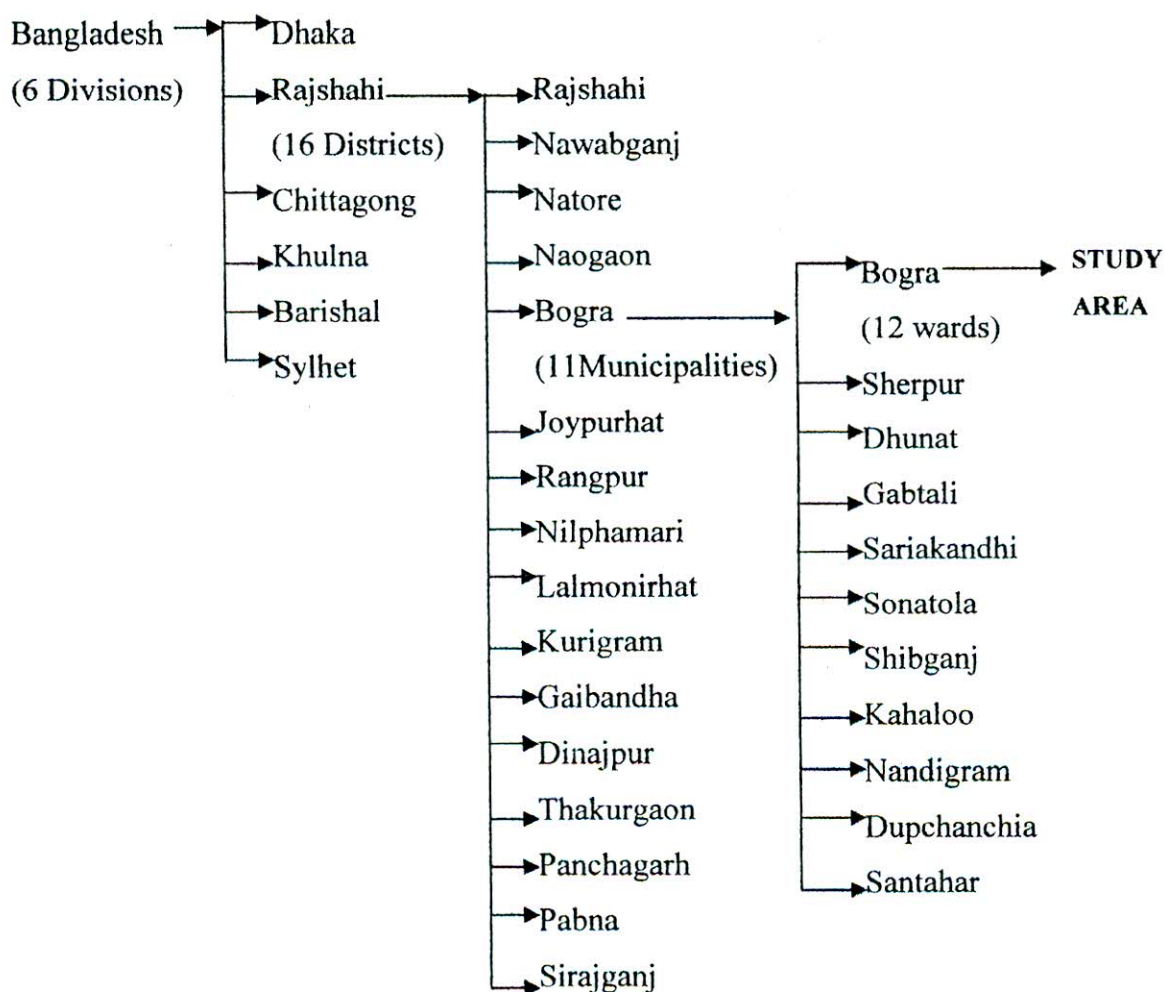 Bangladesh
(6 Divisions)
Dhaka
Rajshahi
(16 Districts)
Chittagong
Khulna
Barishal
Sylhet
Rajshahi
Nawabganj
Natore
Naogaon
Bogra
(11Municipalities)
Joypurhat
Rangpur
Nilphamari
Lalmonirhat
Kurigram
Gaibandha
Dinajpur
Thakurgaon
Panchagarh
Pabna
Sirajganj
Bogra
(12 wards)
Sherpur
Dhunat
Gabtali
Sariakandhi
Sonatola
Shibganj
Kahaloo
Nandigram
Dupchanchia
Santahar
STUDY
AREA